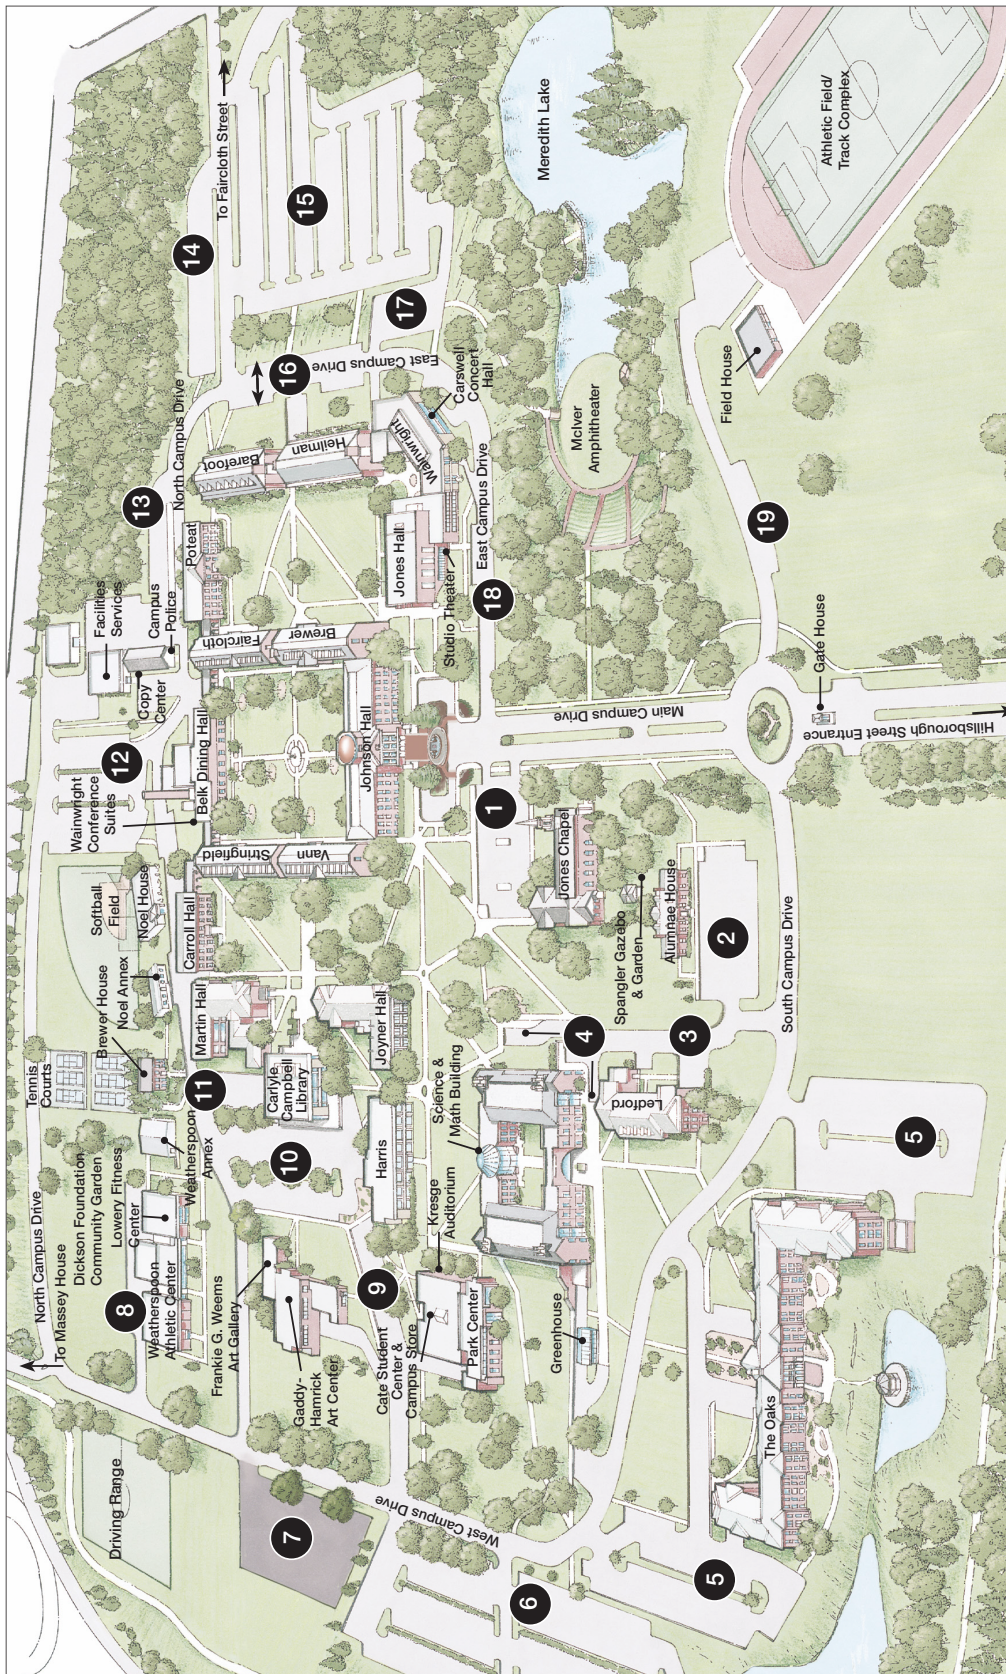 North Campus Drive
To Massey House
Driving Range
Tennis
Courts
Dickson Foundation
Community Garden
Lowery Fitness
Center
Weatherspoon
Athletic Center
8
Weatherspoon
Annex
Brewer House
Noel Annex
Softball
Field
Noel House
11
Wainwright
Conference
Suites
12
Copy
Center
Facilities
Services
Campus
Police
13
North Campus Drive
14
To Faircloth Street
15
16
17
East Campus Drive
Frankie G. Weems
Art Gallery
Gaddy-
Hamrick
Art Center
7
10
Martin Hall
Carroll Hall
Stringfield
Vann
Belk Dining Hall
Faircloth
Brewer
Poteat
Barefoot
Heilman
Wainwright
Carswell
Concert
Hall
Carlyle
Campbell
Library
Joyner Hall
Harris
9
Johnson Hall
Jones Hall
Studio Theater
East Campus Drive
18
Cate Student
Center &
Campus Store
Kresge
Auditorium
Park Center
Science &
Math Building
West Campus Drive
6
Greenhouse
4
1
Jones Chapel
Spangler Gazebo
& Garden
Alumnae House
2
3
Ledford
Main Campus Drive
McIver
Amphitheater
Meredith Lake
5
The Oaks
5
South Campus Drive
19
Field House
Athletic Field/
Track Complex
Gate House
Hillsborough Street Entrance